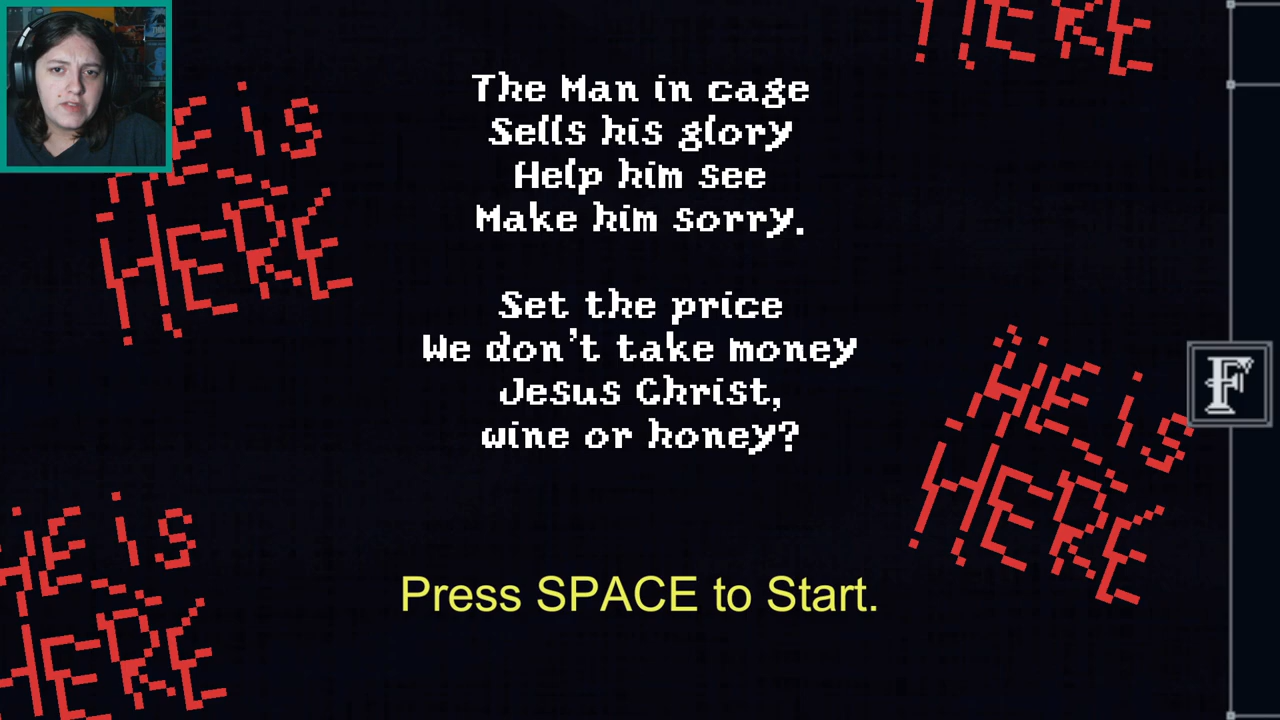 HERE
HE is
HERE
The Man in cage
Sells his glory
Help him see
Make him sorry.
Set the price
We don't take money
Jesus Christ,
wine or honey?
F
HE is
HERE
HE is
HERE
Press SPACE to Start.